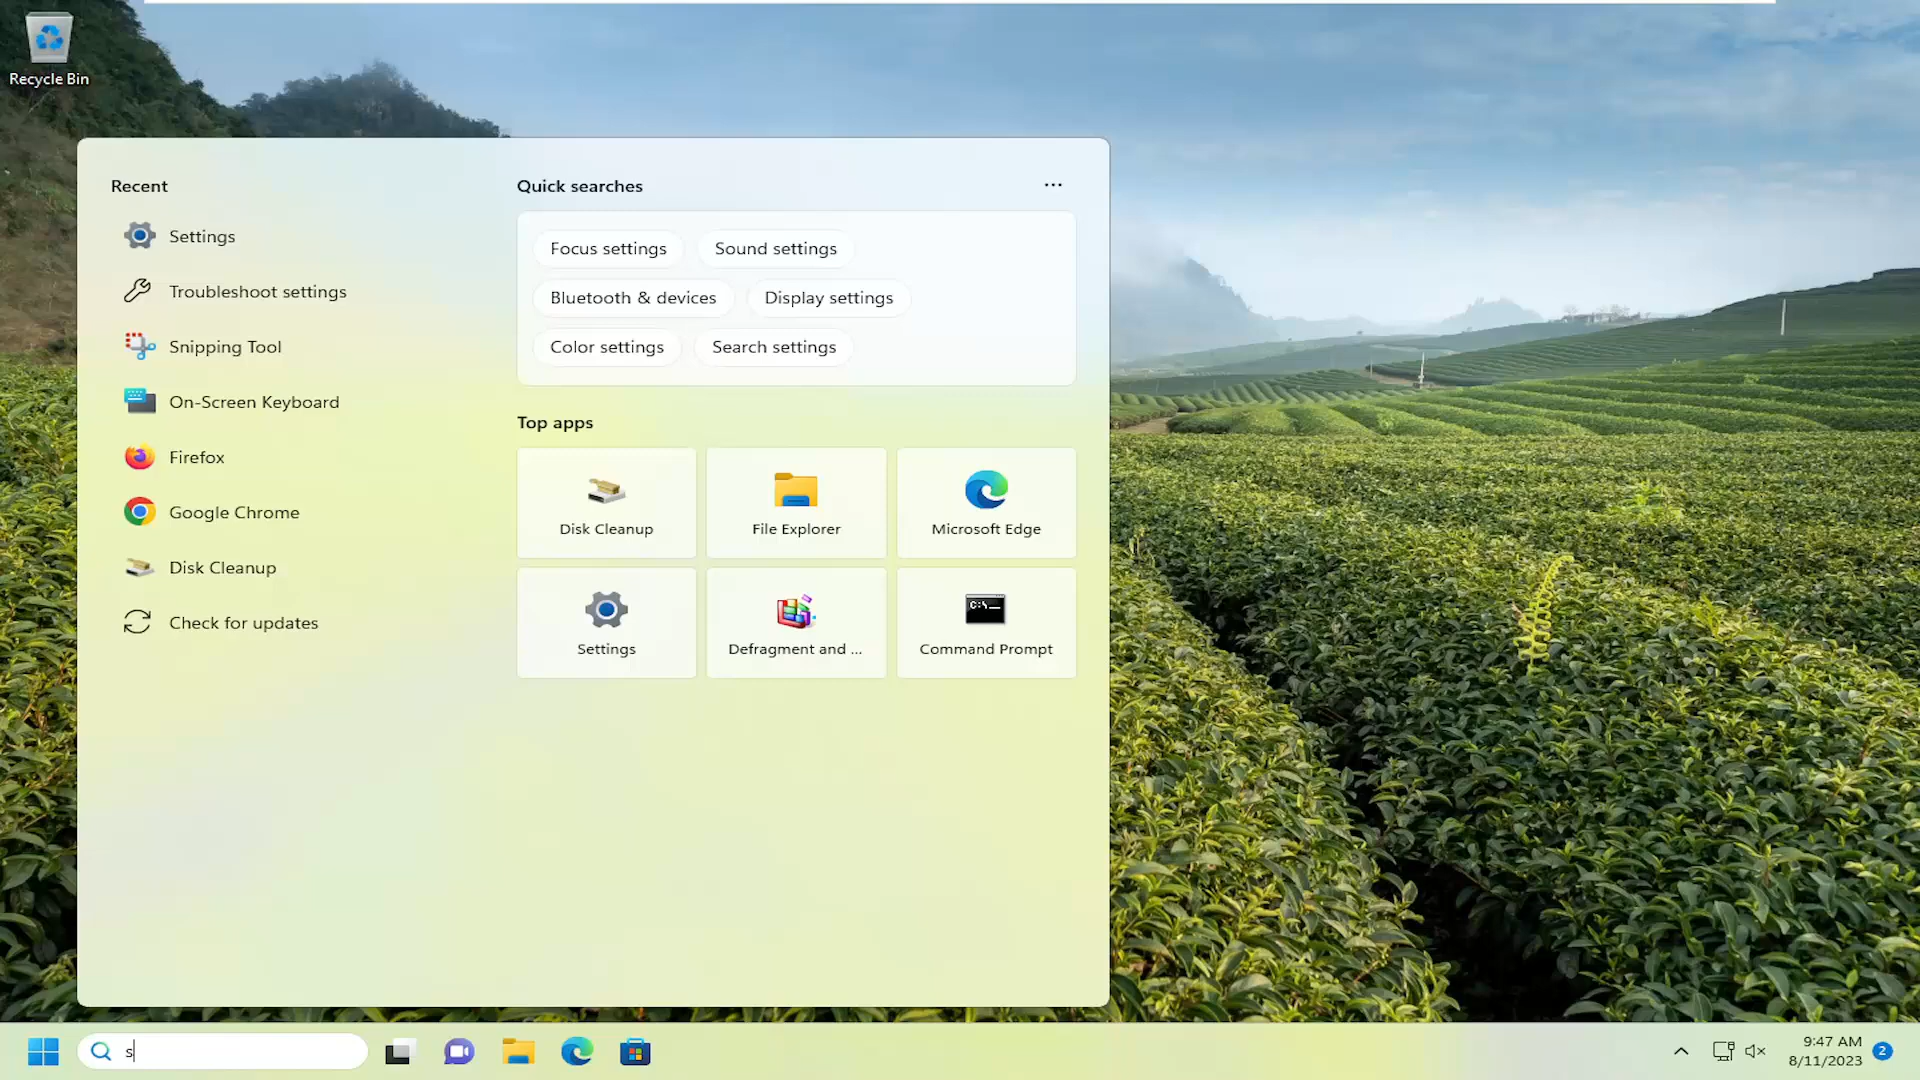 Recycle Bin
Recent
Settings
Troubleshoot settings
Snipping Tool
On-Screen Keyboard
Firefox
Google Chrome
Disk Cleanup
Check for updates
Quick searches
Focus settings
Sound settings
Bluetooth & devices
Display settings
Color settings
Search settings
Top apps
Disk Cleanup
File Explorer
Microsoft Edge
C:\_
Settings
Defragment and ...
Command Prompt
s
9:47 AM
8/11/2023
2